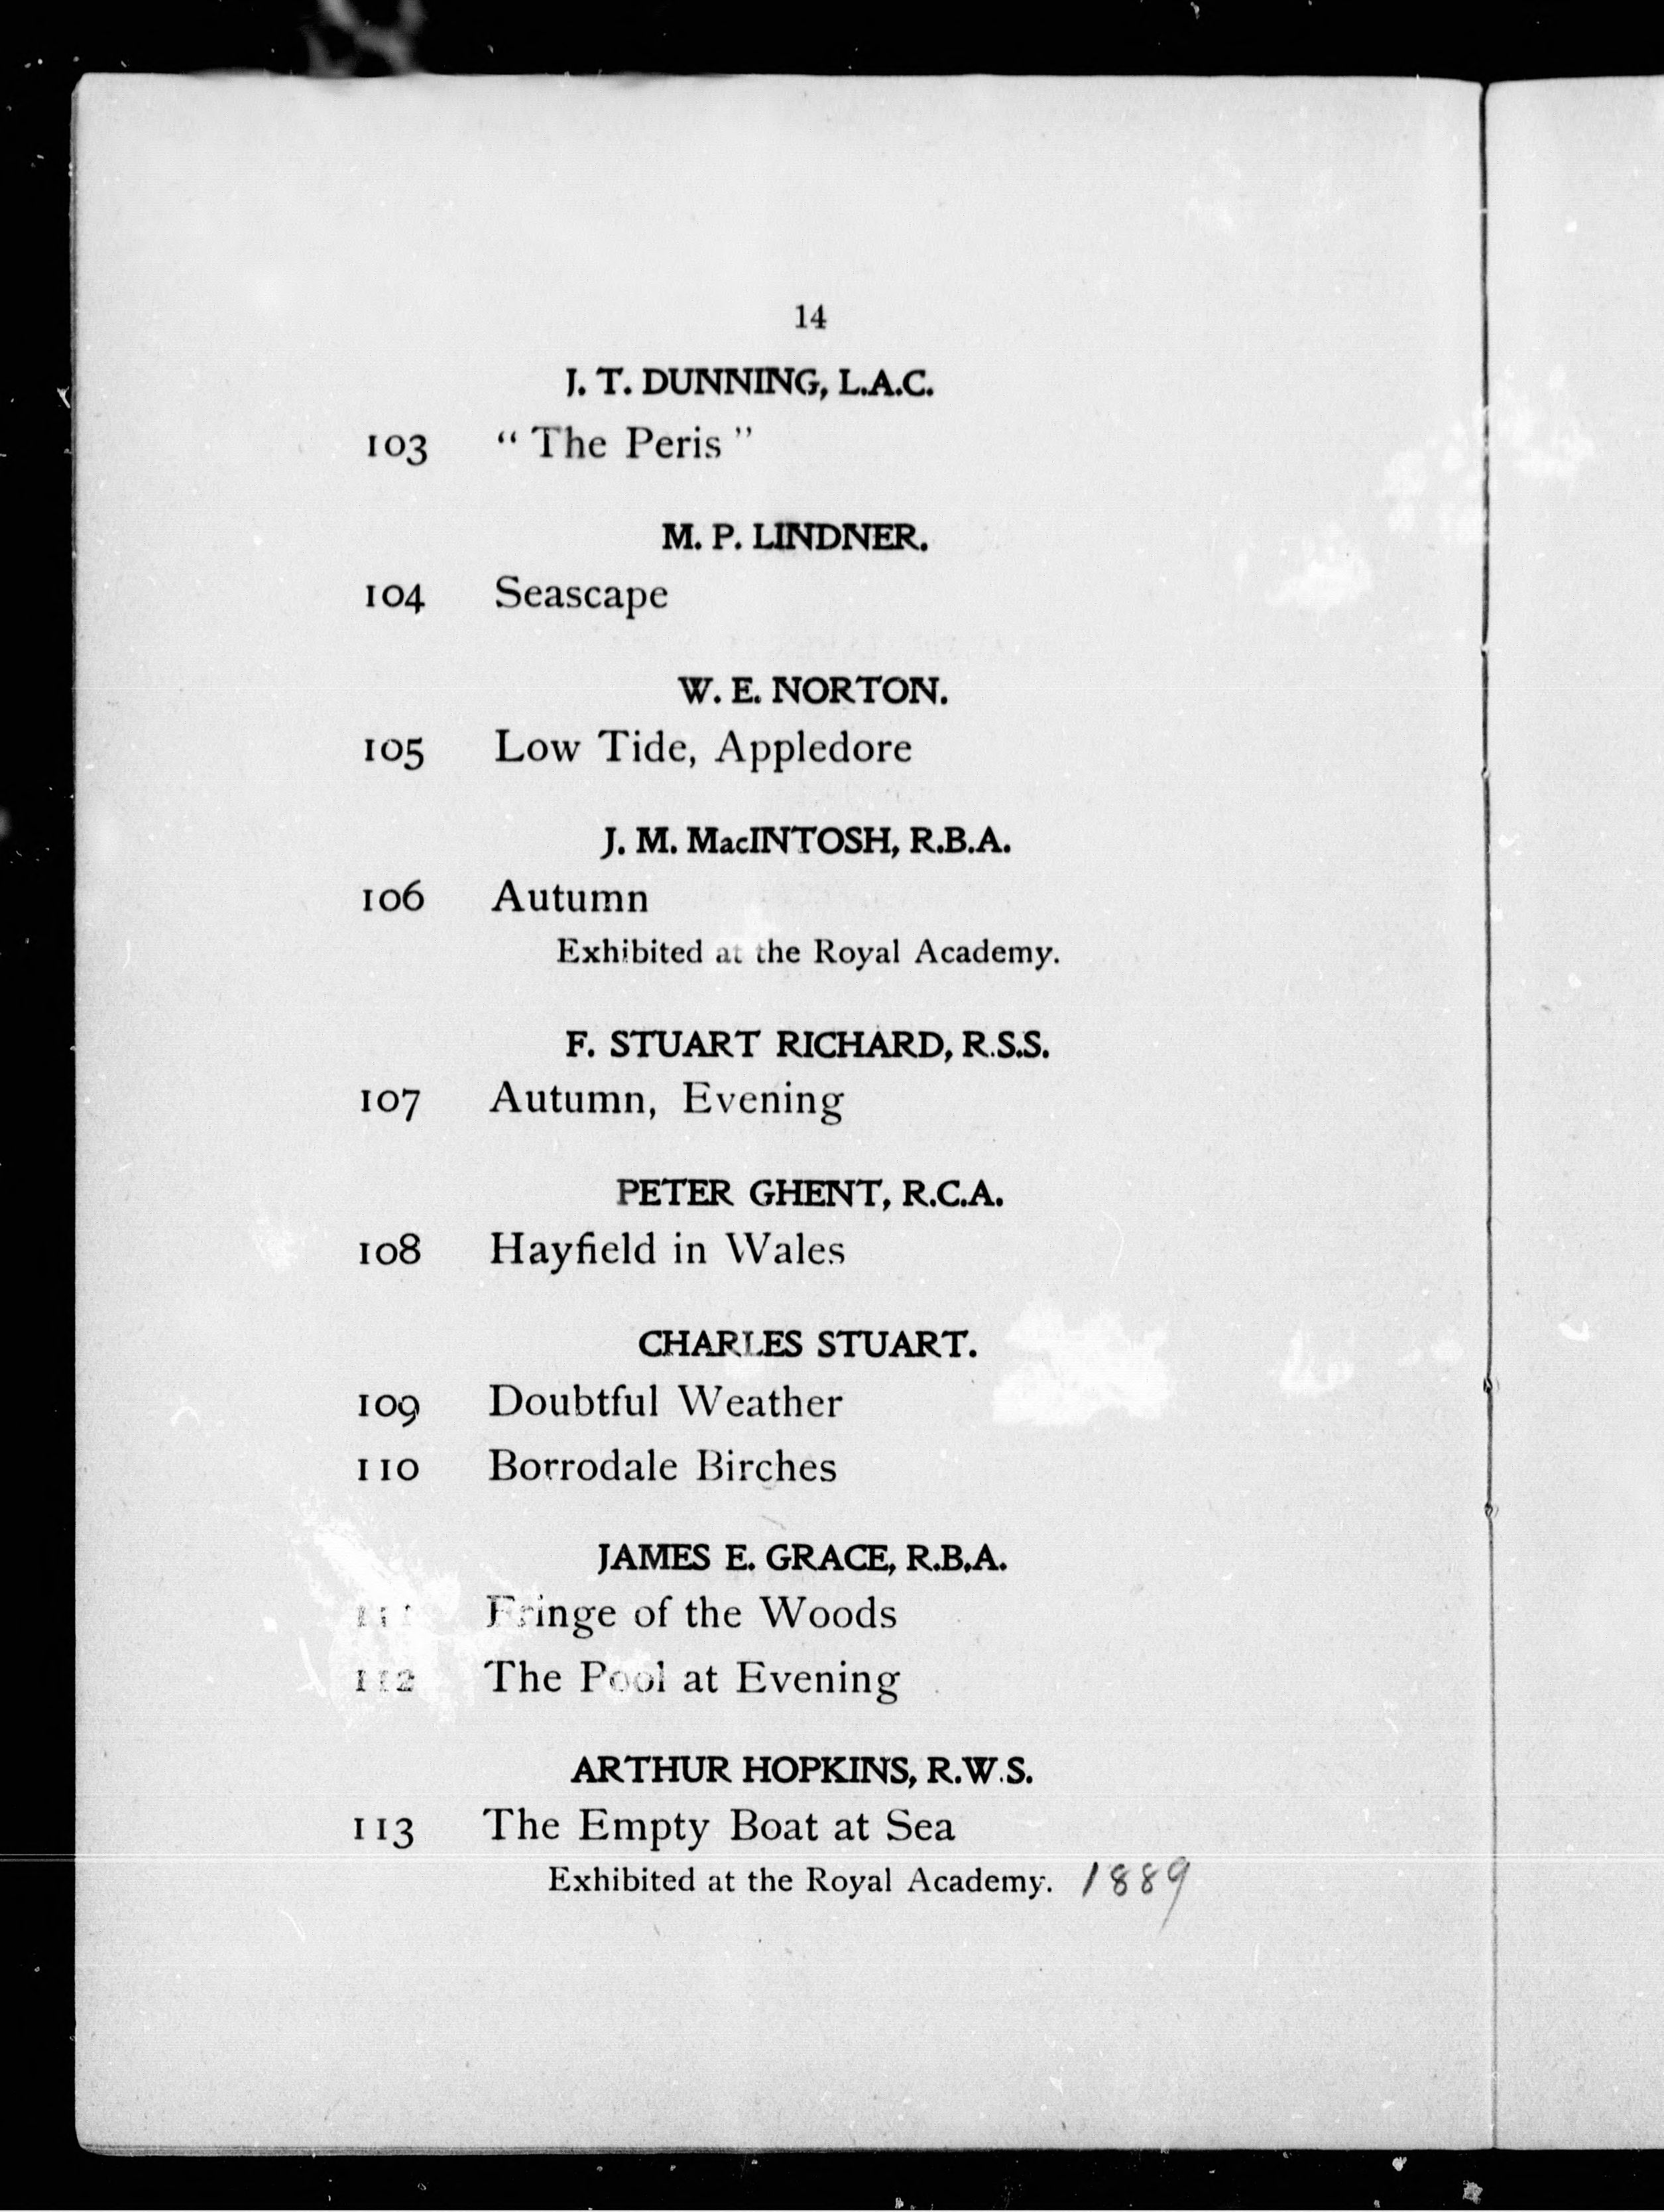 14
J. T. DUNNING, L.A.C.
103 “ The Peris ”
M. P. LINDNER.
104 Seascape
W. E. NORTON.
105 Low Tide, Appledore
J. M. MacINTOSH, R.B.A.
106 Autumn
Exhibited at the Royal Academy.
F. STUART RICHARD, R.S.S.
107 Autumn, Evening
PETER GHENT, R.C.A.
108 Hayfield in Wales
CHARLES STUART.
109 Doubtful Weather
110 Borrodale Birches
JAMES E. GRACE, R.B.A.
111 Fringe of the Woods
112 The Pool at Evening
ARTHUR HOPKINS, R.W.S.
113 The Empty Boat at Sea
Exhibited at the Royal Academy. 1889